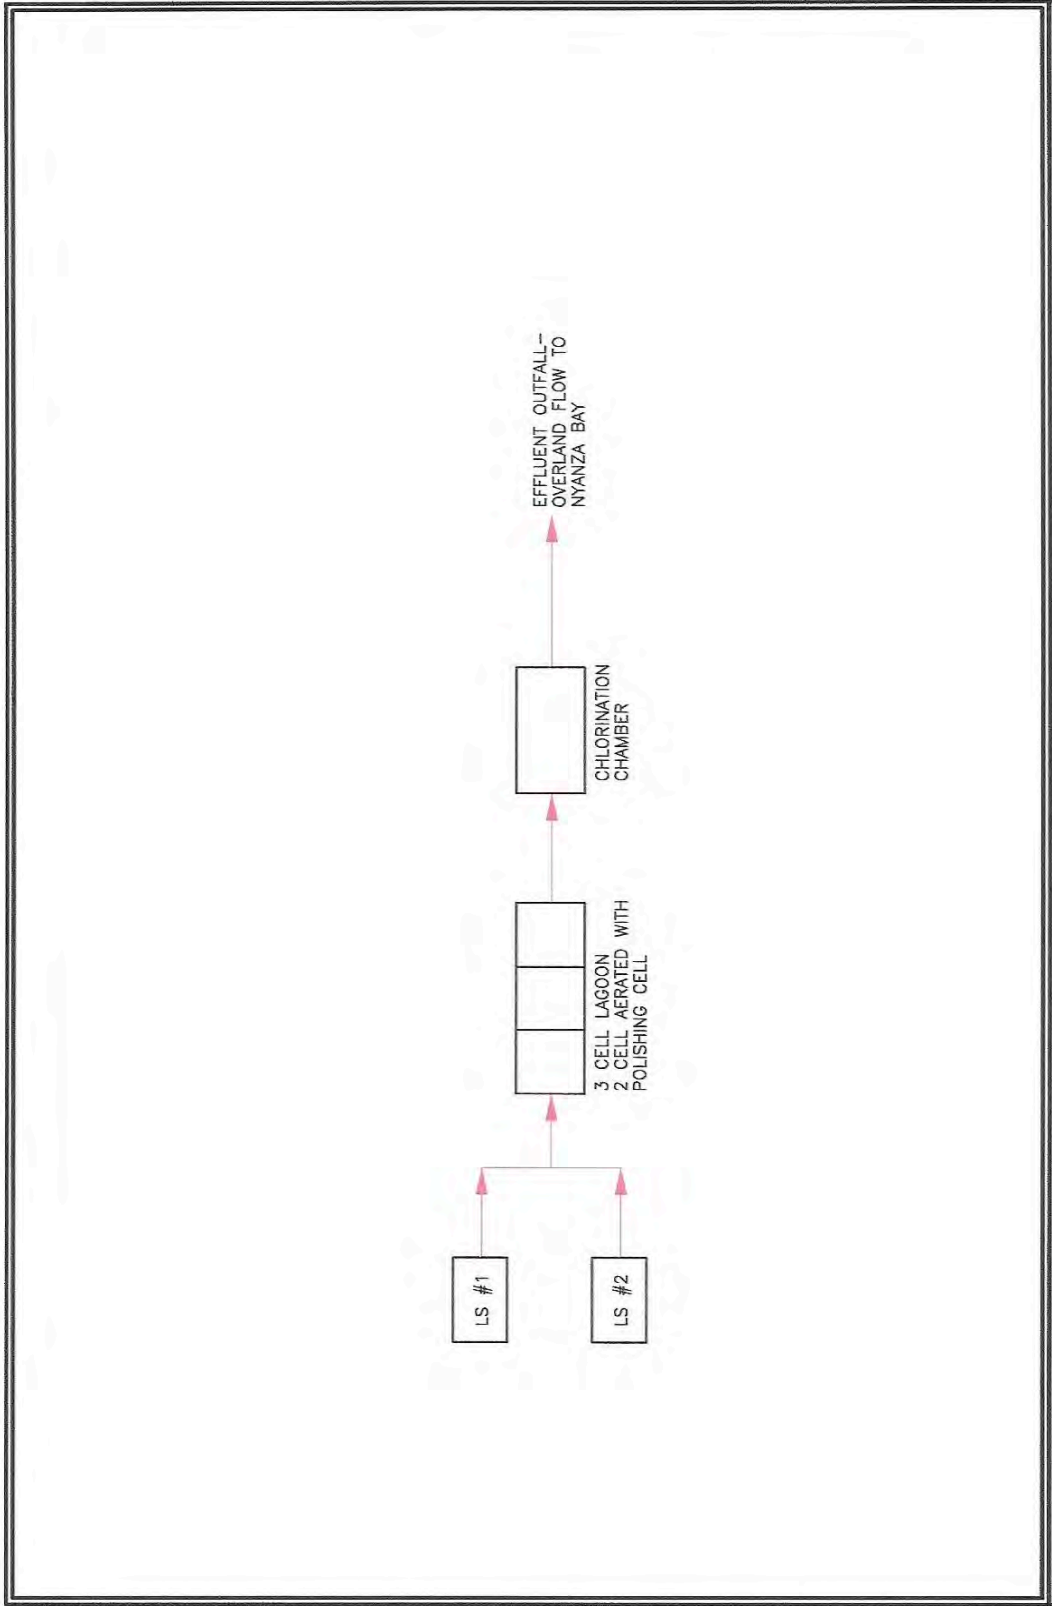 LS #1
LS #2
3 CELL LAGOON
2 CELL AERATED WITH
POLISHING CELL
CHLORINATION
CHAMBER
EFFLUENT OUTFALL-
OVERLAND FLOW TO
NYANZA BAY